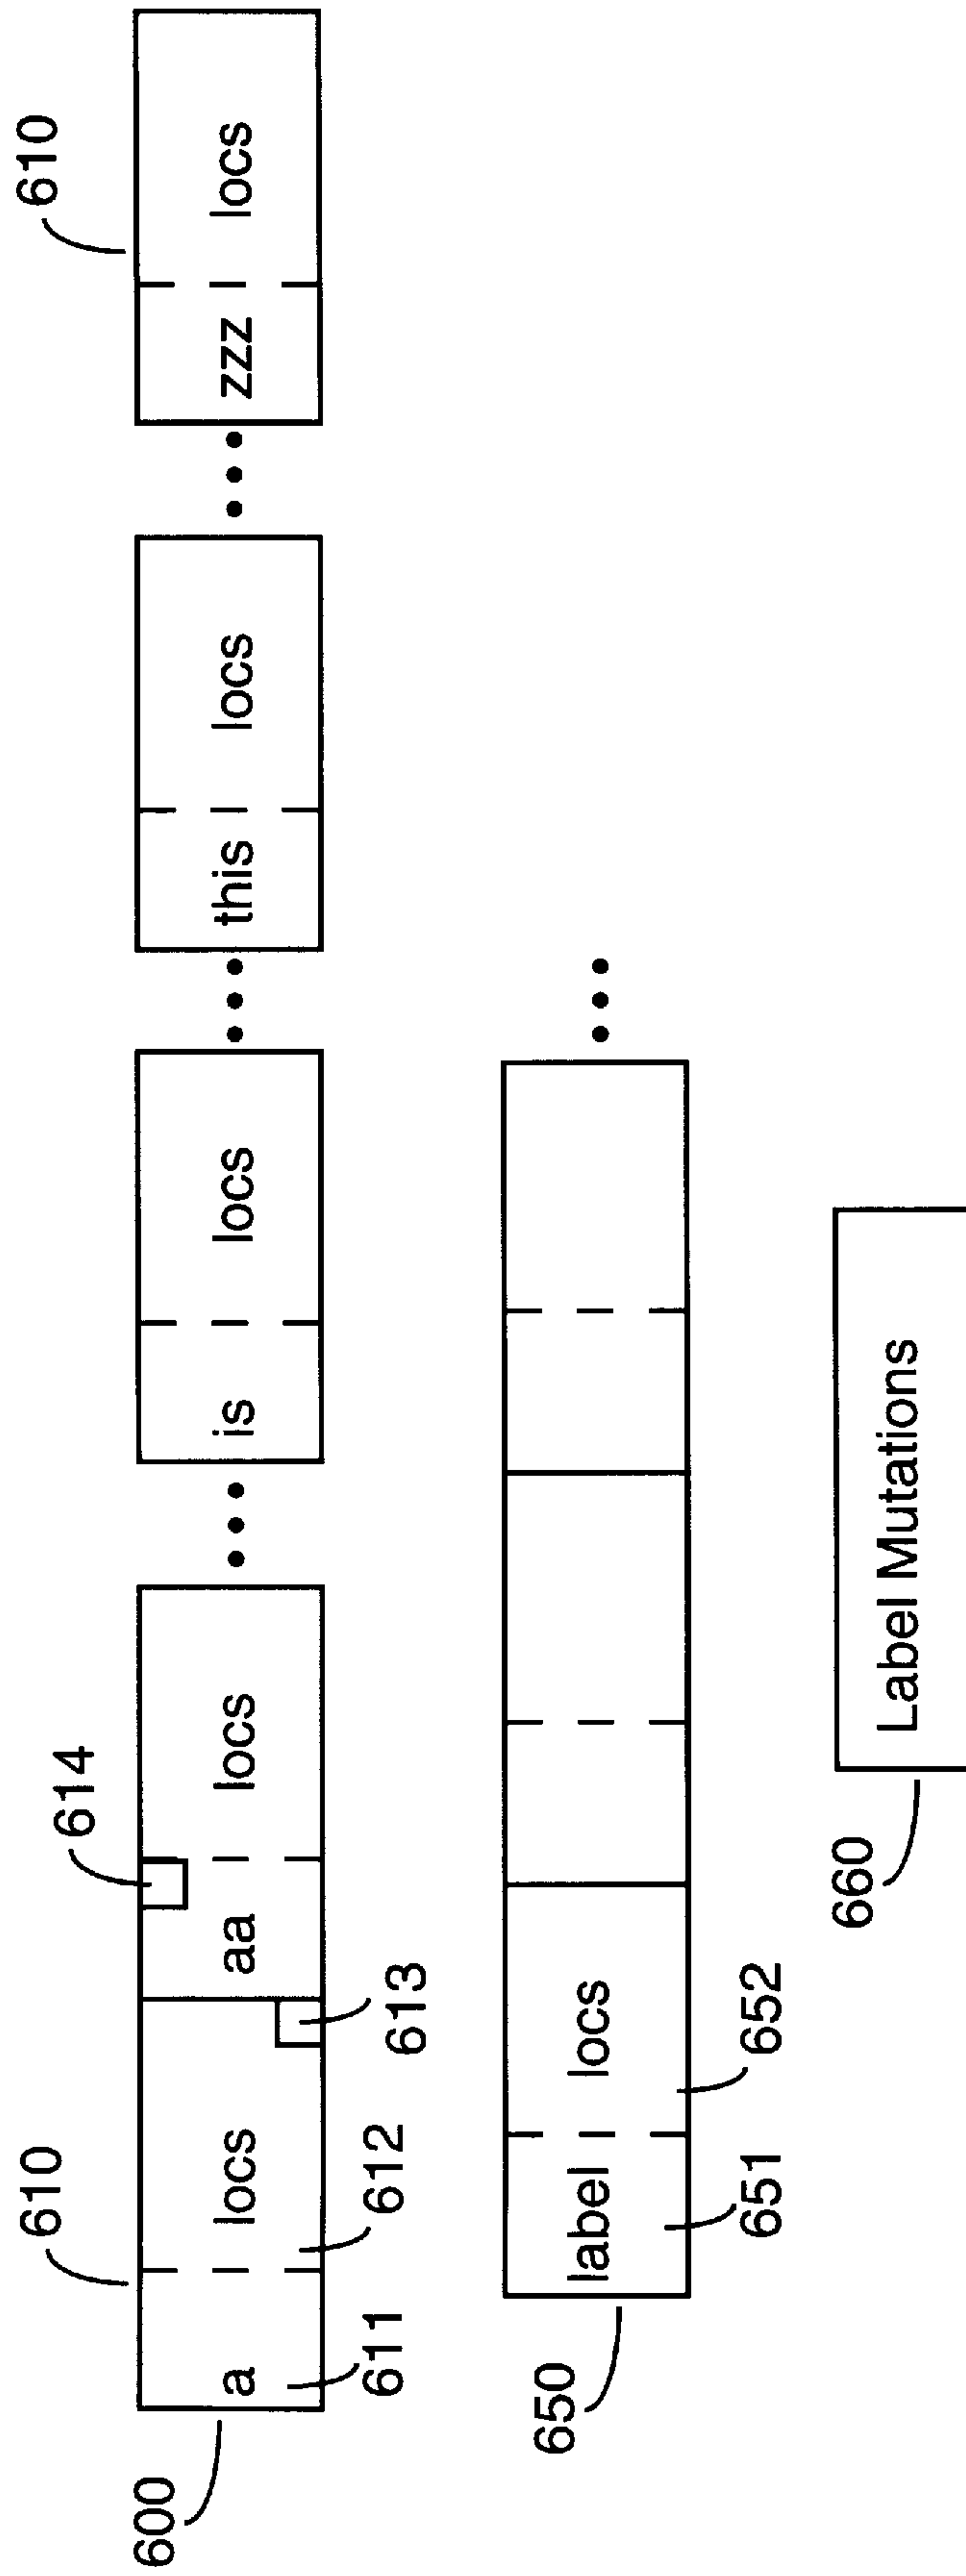 610 614 610
a locs aa locs ••• is locs ••• this locs ••• zzz locs
600 611 612 613
label locs •••
650 651 652
Label Mutations
660